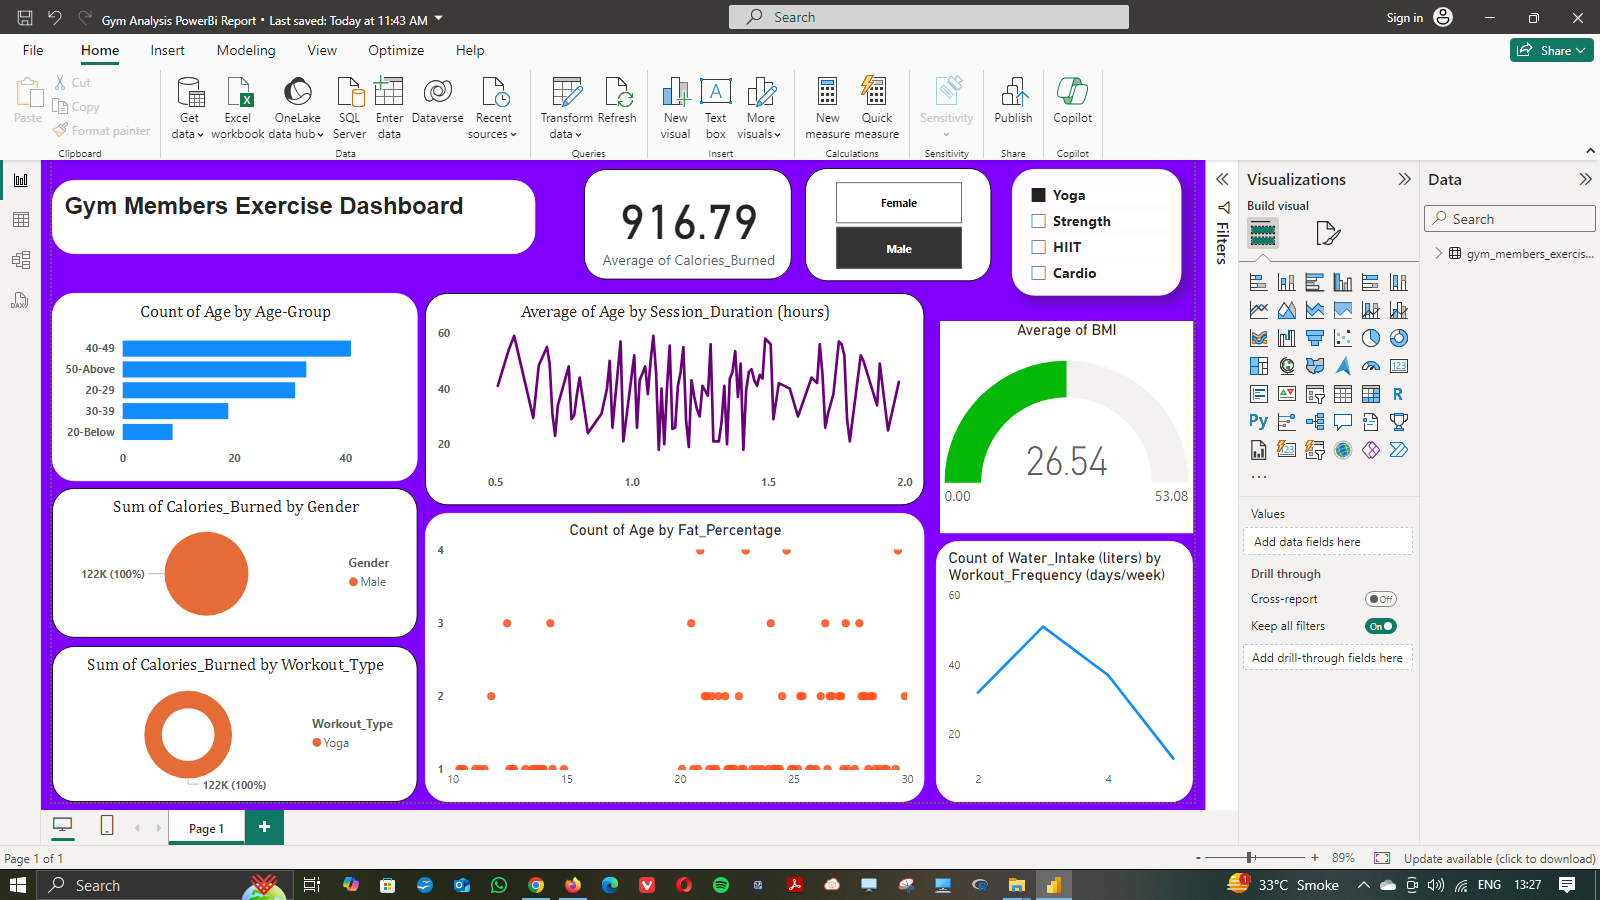 Gym Analysis PowerBi Report • Last saved: Today at 11:43 AM
Search
Sign in
File Home Insert Modeling View Optimize Help
Share
Paste
Cut
Copy
Format painter
Clipboard
Get data
Excel workbook
OneLake data hub
SQL Server
Enter data
Dataverse
Recent sources
Data
Transform data
Refresh
Queries
New visual
Text box
More visuals
Insert
New measure
Quick measure
Calculations
Sensitivity
Sensitivity
Publish
Share
Copilot
Copilot
Gym Members Exercise Dashboard
916.79
Average of Calories_Burned
Female
Male
Yoga
Strength
HIIT
Cardio
Count of Age by Age-Group
40-49
50-Above
20-29
30-39
20-Below
0 20 40
Average of Age by Session_Duration (hours)
60
40
20
0.5 1.0 1.5 2.0
Average of BMI
26.54
0.00 53.08
Sum of Calories_Burned by Gender
122K (100%)
Gender
Male
Count of Age by Fat_Percentage
4
3
2
1
10 15 20 25 30
Count of Water_Intake (liters) by
Workout_Frequency (days/week)
60
40
20
2 4
Sum of Calories_Burned by Workout_Type
Workout_Type
Yoga
122K (100%)
Filters
Visualizations
Build visual
123
R
Py
123
...
Values
Add data fields here
Drill through
Cross-report
Off
Keep all filters
On
Add drill-through fields here
Data
Search
gym_members_exercis...
DAX
Page 1
+
Page 1 of 1
- + 89%
Update available (click to download)
Search
1
33°C Smoke
ENG
13:27